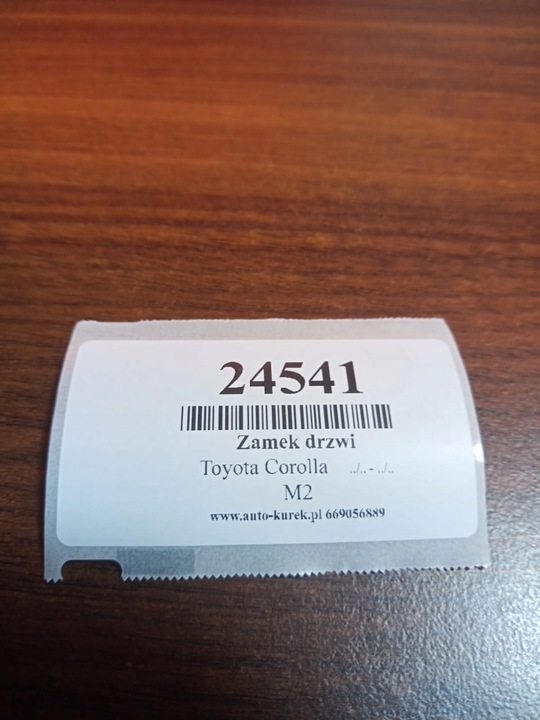 24541
Zamek drzwi
Toyota Corolla ../.. - ../..
M2
www.auto-kurek.pl 669056889